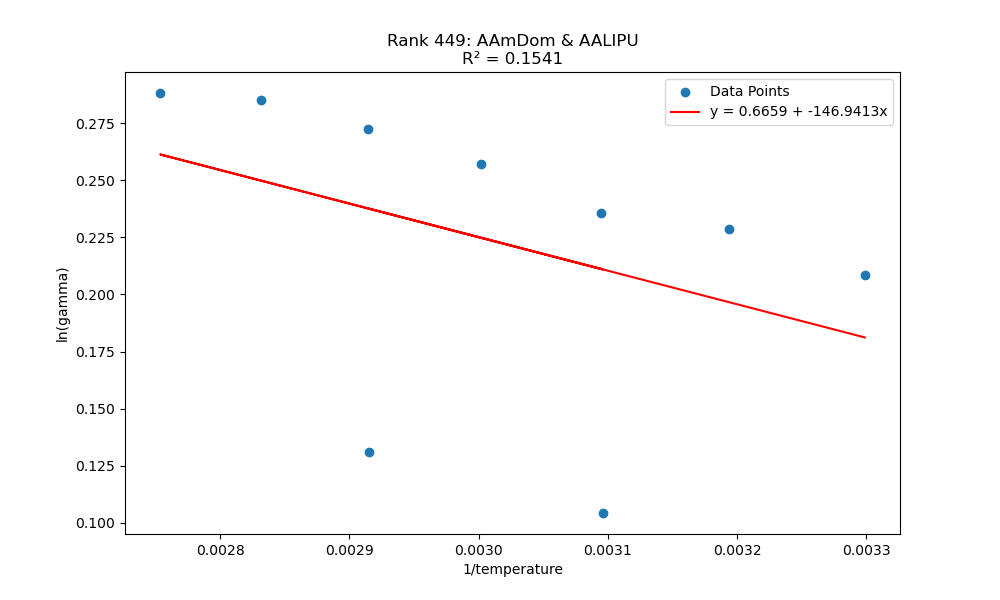 Rank 449: AAmDom & AALIPU
R² = 0.1541
Data Points
y = 0.6659 + -146.9413x
ln(gamma)
0.275
0.250
0.225
0.200
0.175
0.150
0.125
0.100
0.0028 0.0029 0.0030 0.0031 0.0032 0.0033
1/temperature